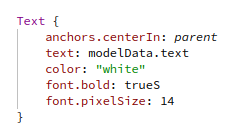 Text {
    anchors.centerIn: parent
    text: modelData.text
    color: "white"
    font.bold: trueS
    font.pixelSize: 14
}